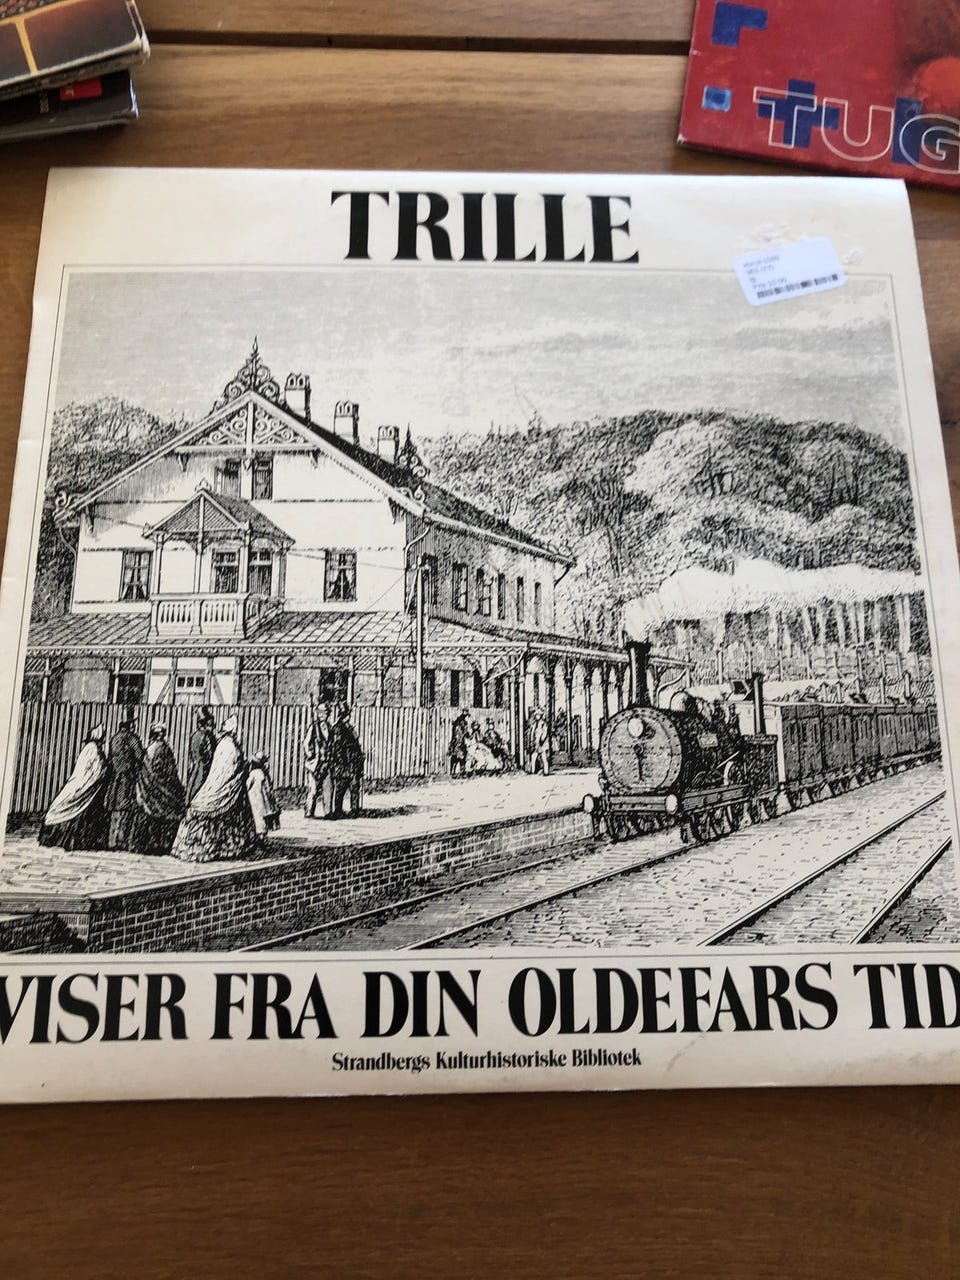 TUG
TRILLE
VISER FRA DIN OLDEFARS TID
Strandbergs Kulturhistoriske Bibliotek